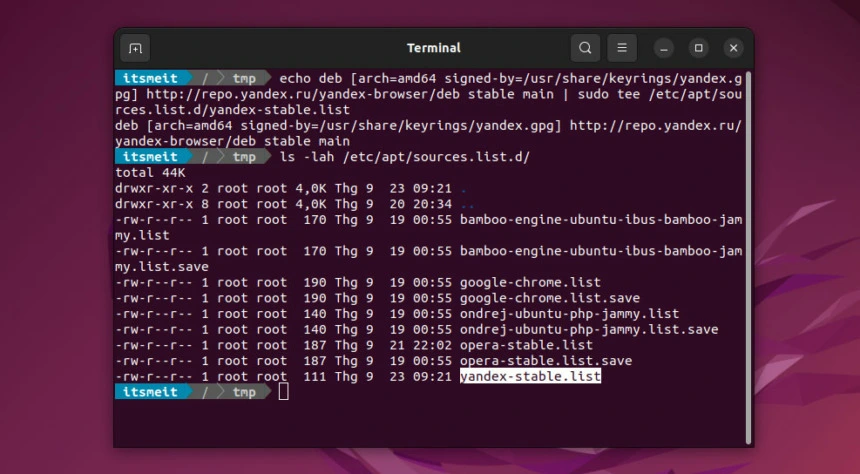 Terminal
itsmeit / tmp echo deb [arch=amd64 signed-by=/usr/share/keyrings/yandex.g
pg] http://repo.yandex.ru/yandex-browser/deb stable main | sudo tee /etc/apt/sou
rces.list.d/yandex-stable.list
deb [arch=amd64 signed-by=/usr/share/keyrings/yandex.gpg] http://repo.yandex.ru/
yandex-browser/deb stable main
itsmeit / tmp ls -lah /etc/apt/sources.list.d/
total 44K
drwxr-xr-x 2 root root 4,0K Thg 9  23 09:21 .
drwxr-xr-x 8 root root 4,0K Thg 9  20 20:34 ..
-rw-r--r-- 1 root root  170 Thg 9  19 00:55 bamboo-engine-ubuntu-ibus-bamboo-jam
my.list
-rw-r--r-- 1 root root  170 Thg 9  19 00:55 bamboo-engine-ubuntu-ibus-bamboo-jam
my.list.save
-rw-r--r-- 1 root root  190 Thg 9  19 00:55 google-chrome.list
-rw-r--r-- 1 root root  190 Thg 9  19 00:55 google-chrome.list.save
-rw-r--r-- 1 root root  140 Thg 9  19 00:55 ondrej-ubuntu-php-jammy.list
-rw-r--r-- 1 root root  140 Thg 9  19 00:55 ondrej-ubuntu-php-jammy.list.save
-rw-r--r-- 1 root root  187 Thg 9  21 22:02 opera-stable.list
-rw-r--r-- 1 root root  187 Thg 9  19 00:55 opera-stable.list.save
-rw-r--r-- 1 root root  111 Thg 9  23 09:21 yandex-stable.list
itsmeit / tmp